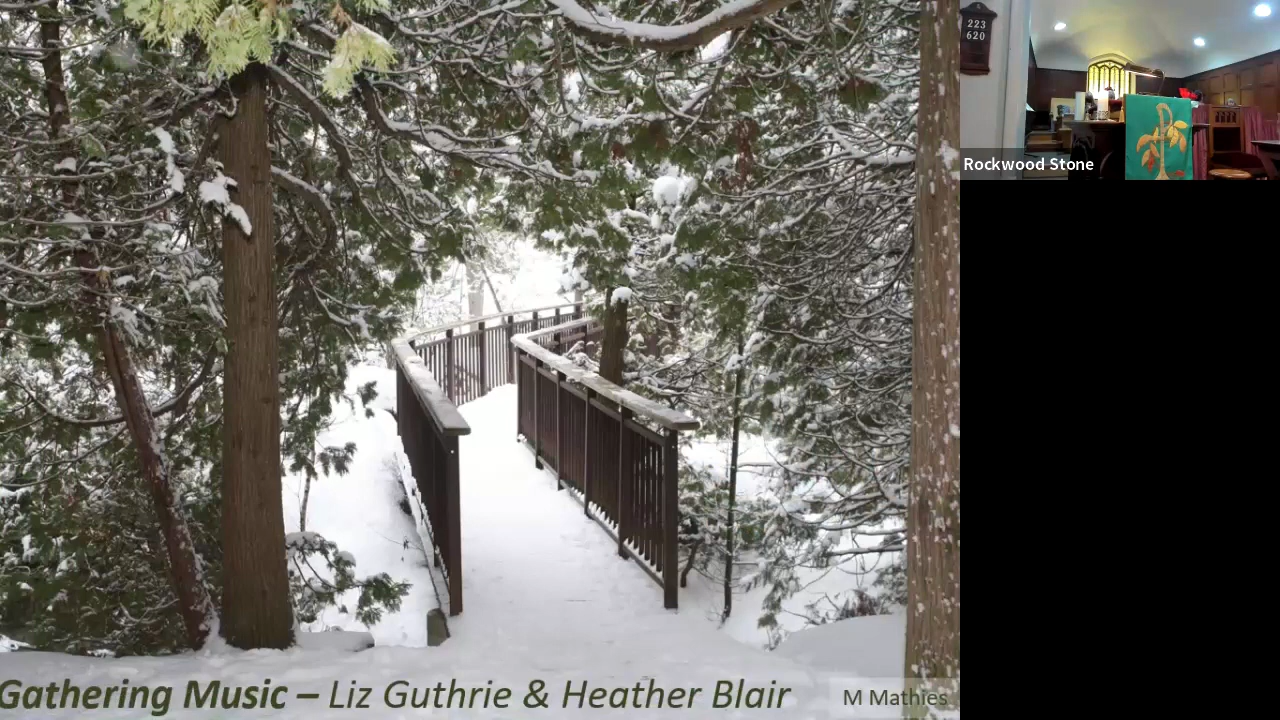 223
620
Rockwood Stone
Gathering Music – Liz Guthrie & Heather Blair
M Mathies